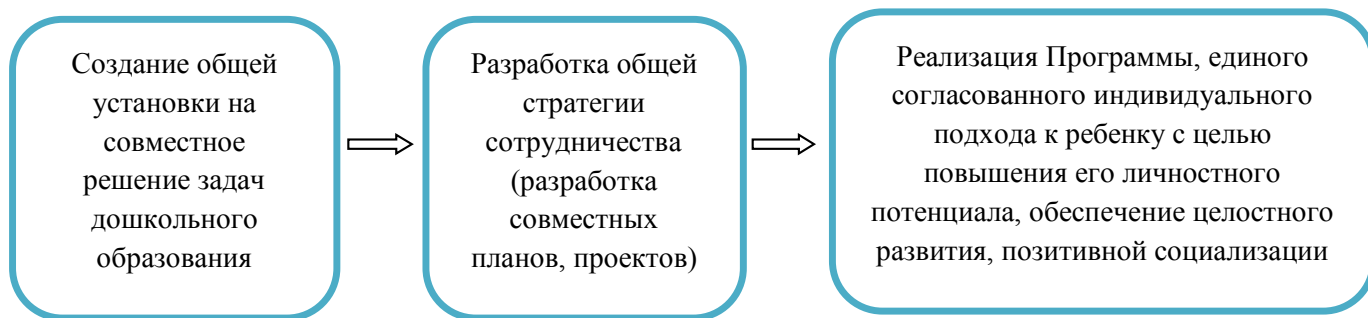 Создание общей
установки на
совместное
решение задач
дошкольного
образования
Разработка общей
стратегии
сотрудничества
(разработка
совместных
планов, проектов)
Реализация Программы, единого
согласованного индивидуального
подхода к ребенку с целью
повышения его личностного
потенциала, обеспечение целостного
развития, позитивной социализации